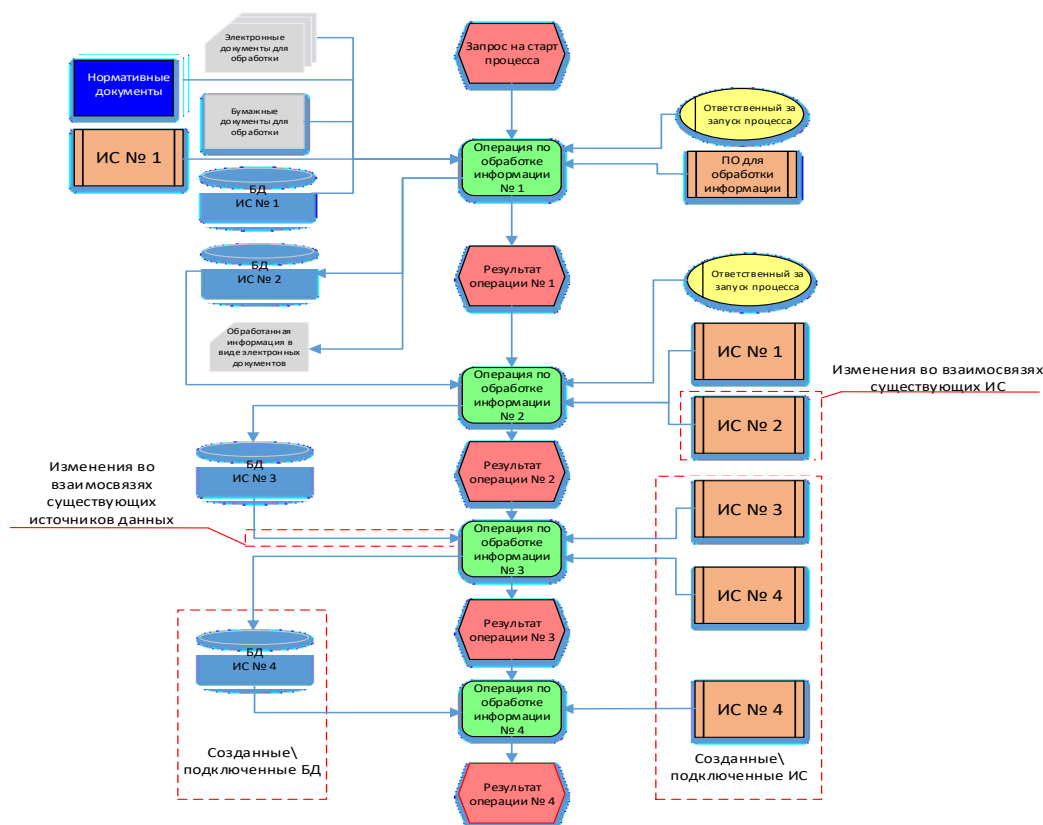 Электронные
документы для
обработки
Запрос на старт
процесса
Нормативные
документы
Бумажные
документы для
обработки
Ответственный за
запуск процесса
ИС № 1
Операция по
обработке
информации
№ 1
ПО для
обработки
информации
БД
ИС № 1
БД
ИС № 2
Результат
операции № 1
Ответственный за
запуск процесса
Обработанная
информация в
виде электронных
документов
ИС № 1
Операция по
обработке
информации
№ 2
Изменения во взаимосвязях
существующих ИС
ИС № 2
БД
ИС № 3
Результат
операции № 2
Изменения во
взаимосвязях
существующих
источников данных
ИС № 3
Операция по
обработке
информации
№ 3
ИС № 4
Результат
операции № 3
БД
ИС № 4
Операция по
обработке
информации
№ 4
ИС № 4
Созданные\
подключенные БД
Созданные\
подключенные ИС
Результат
операции № 4